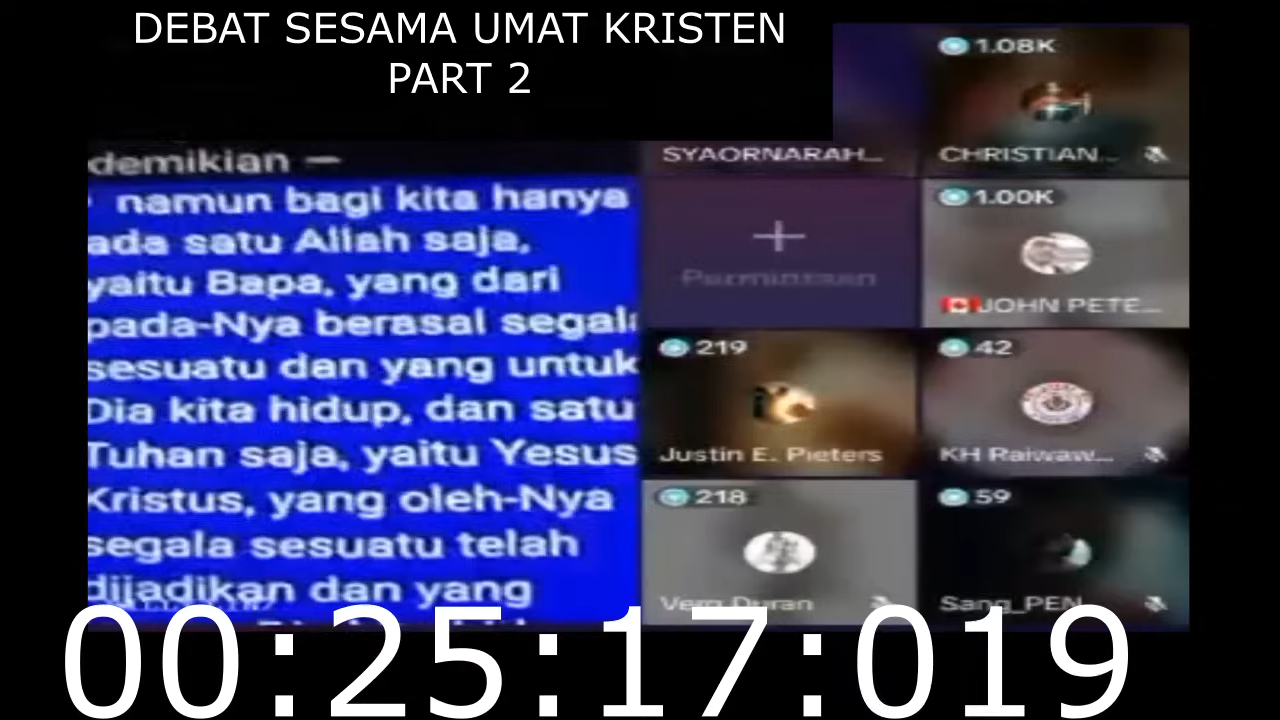 DEBAT SESAMA UMAT KRISTEN
PART 2
1.08K
SYAORNARAH...
CHRISTIAN...
demikian —
namun bagi kita hanya
ada satu Allah saja,
yaitu Bapa, yang dari
pada-Nya berasal segala
sesuatu dan yang untuk
Dia kita hidup, dan satu
Tuhan saja, yaitu Yesus
Kristus, yang oleh-Nya
segala sesuatu telah
dijadikan dan yang
+
Permintaan
1.00K
JOHN PETE...
219
Justin E. Pieters
42
KH Raiwaw...
218
Vero Duran
59
Sang_PEN
00:25:17:019